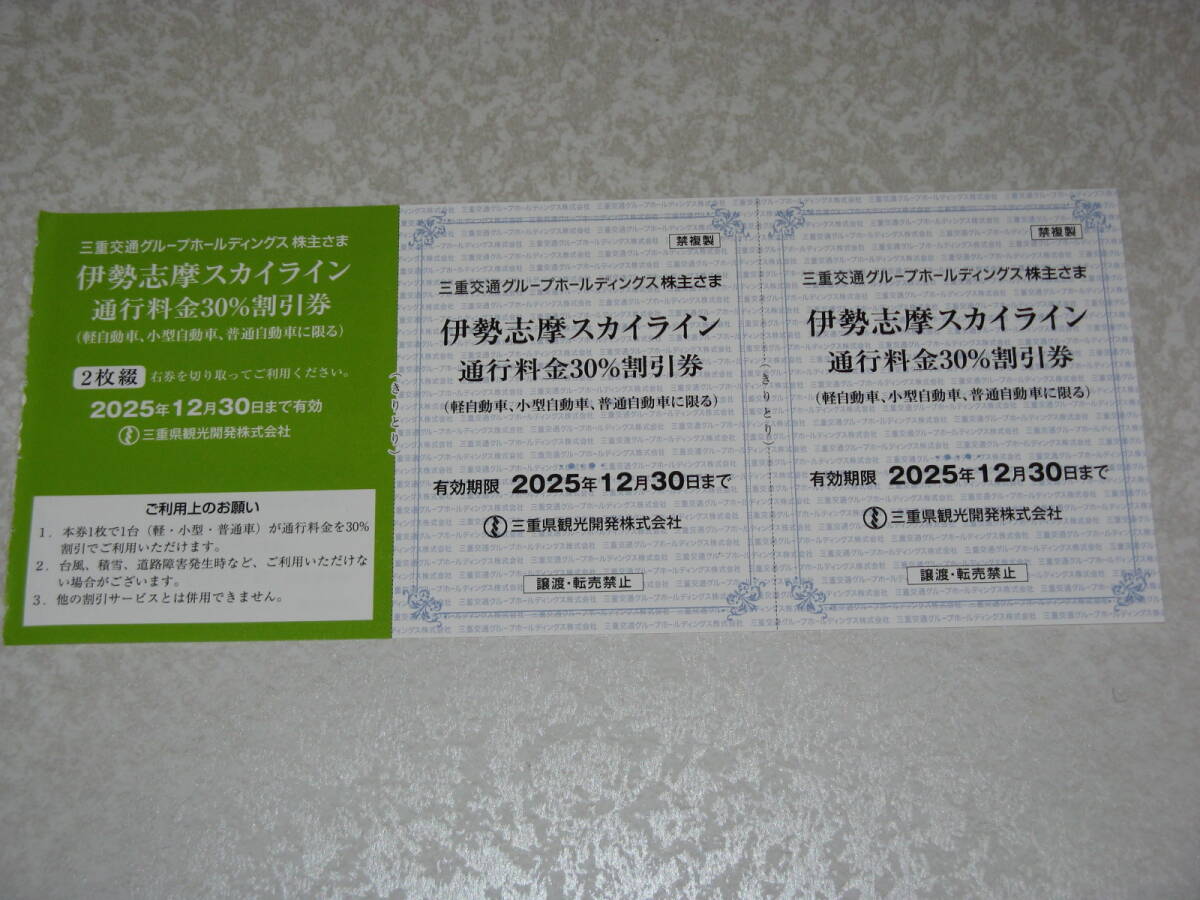 三重交通グループホールディングス 株主さま
伊勢志摩スカイライン
通行料金30%割引券
(軽自動車、小型自動車、普通自動車に限る)
2枚綴 右券を切り取ってご利用ください。
2025年12月30日まで有効
三重県観光開発株式会社
ご利用上のお願い
1. 本券1枚で1台（軽・小型・普通車）が通行料金を30%
割引でご利用いただけます。
2. 台風、積雪、道路障害発生時など、ご利用いただけな
い場合がございます。
3. 他の割引サービスとは併用できません。
(きりとり)
禁複製
三重交通グループホールディングス 株主さま
伊勢志摩スカイライン
通行料金30%割引券
(軽自動車、小型自動車、普通自動車に限る)
有効期限 2025年12月30日まで
三重県観光開発株式会社
譲渡・転売禁止
(きりとり)
禁複製
三重交通グループホールディングス 株主さま
伊勢志摩スカイライン
通行料金30%割引券
(軽自動車、小型自動車、普通自動車に限る)
有効期限 2025年12月30日まで
三重県観光開発株式会社
譲渡・転売禁止